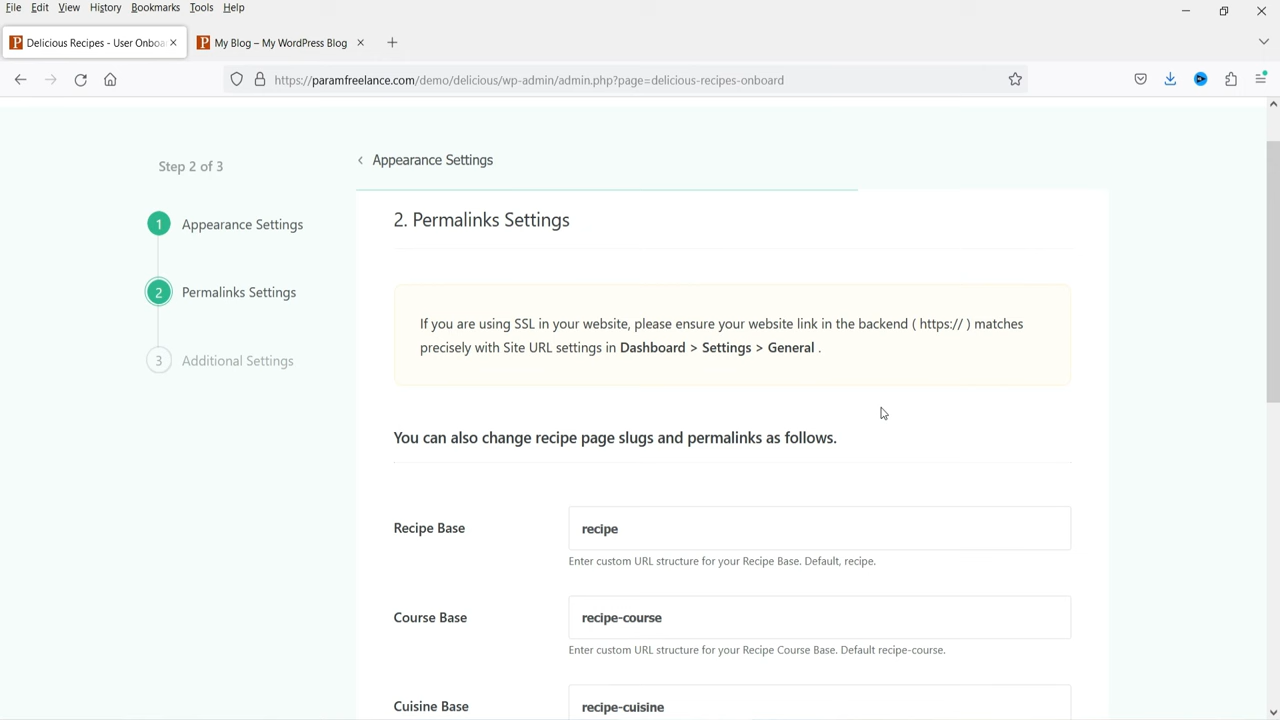 File Edit View History Bookmarks Tools Help
Delicious Recipes - User Onboa
My Blog – My WordPress Blog
https://paramfreelance.com/demo/delicious/wp-admin/admin.php?page=delicious-recipes-onboard
Step 2 of 3
1 Appearance Settings
2 Permalinks Settings
3 Additional Settings
< Appearance Settings
2. Permalinks Settings
If you are using SSL in your website, please ensure your website link in the backend ( https:// ) matches
precisely with Site URL settings in Dashboard > Settings > General .
You can also change recipe page slugs and permalinks as follows.
Recipe Base
recipe
Enter custom URL structure for your Recipe Base. Default, recipe.
Course Base
recipe-course
Enter custom URL structure for your Recipe Course Base. Default recipe-course.
Cuisine Base
recipe-cuisine